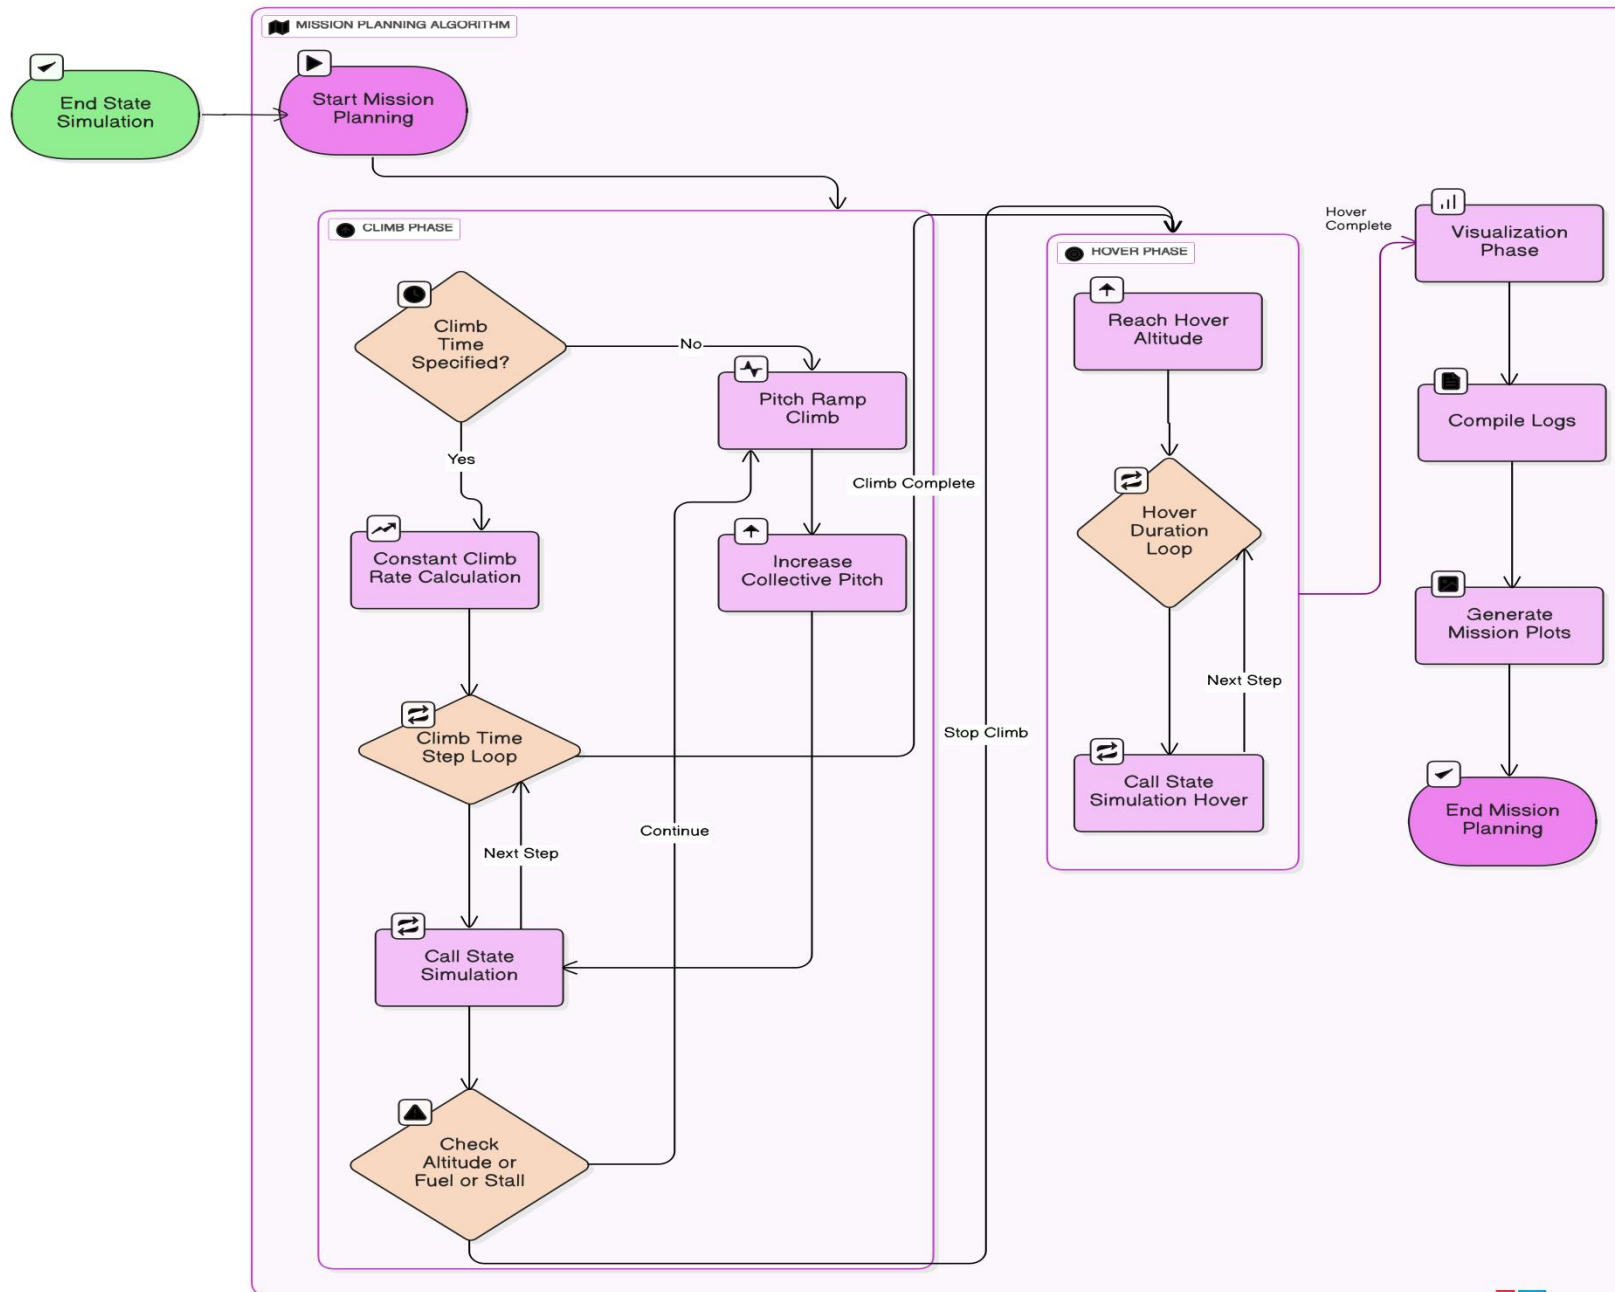 MISSION PLANNING ALGORITHM
End State
Simulation
Start Mission
Planning
CLIMB PHASE
Climb
Time
Specified?
No
Pitch Ramp
Climb
Yes
Climb Complete
Constant Climb
Rate Calculation
Increase
Collective Pitch
Climb Time
Step Loop
Stop Climb
Continue
Next Step
Call State
Simulation
Check
Altitude or
Fuel or Stall
HOVER PHASE
Reach Hover
Altitude
Hover
Duration
Loop
Next Step
Call State
Simulation Hover
Hover
Complete
Visualization
Phase
Compile Logs
Generate
Mission Plots
End Mission
Planning